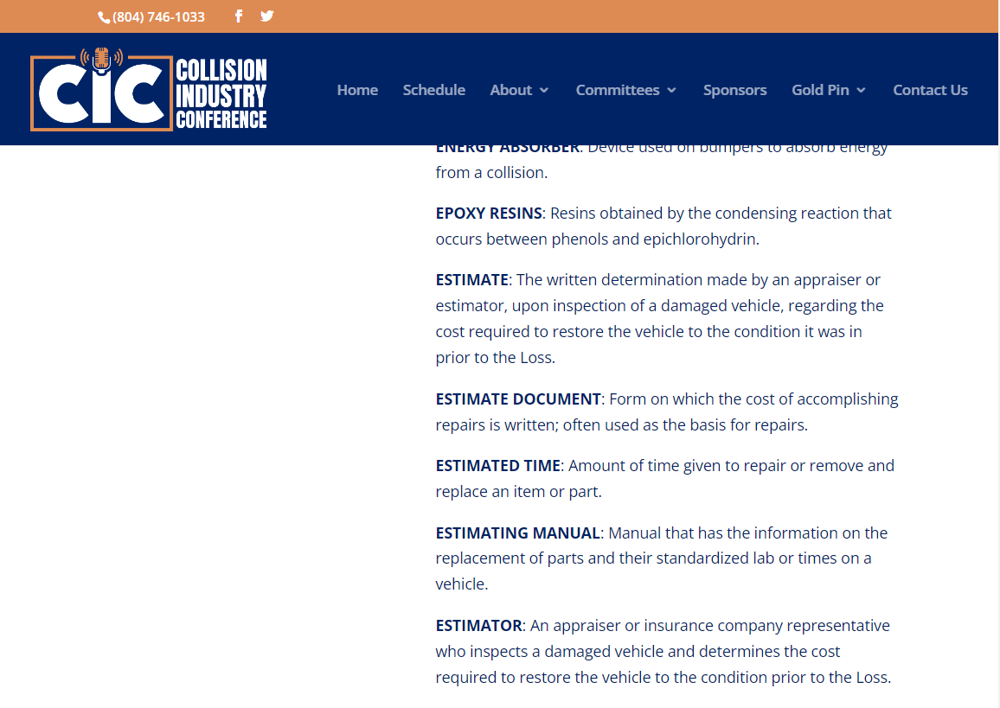 (804) 746-1033
CIC COLLISION
INDUSTRY
CONFERENCE
Home Schedule About Committees Sponsors Gold Pin Contact Us
ENERGY ABSORBER: Device used on bumpers to absorb energy
from a collision.
EPOXY RESINS: Resins obtained by the condensing reaction that
occurs between phenols and epichlorohydrin.
ESTIMATE: The written determination made by an appraiser or
estimator, upon inspection of a damaged vehicle, regarding the
cost required to restore the vehicle to the condition it was in
prior to the Loss.
ESTIMATE DOCUMENT: Form on which the cost of accomplishing
repairs is written; often used as the basis for repairs.
ESTIMATED TIME: Amount of time given to repair or remove and
replace an item or part.
ESTIMATING MANUAL: Manual that has the information on the
replacement of parts and their standardized lab or times on a
vehicle.
ESTIMATOR: An appraiser or insurance company representative
who inspects a damaged vehicle and determines the cost
required to restore the vehicle to the condition prior to the Loss.